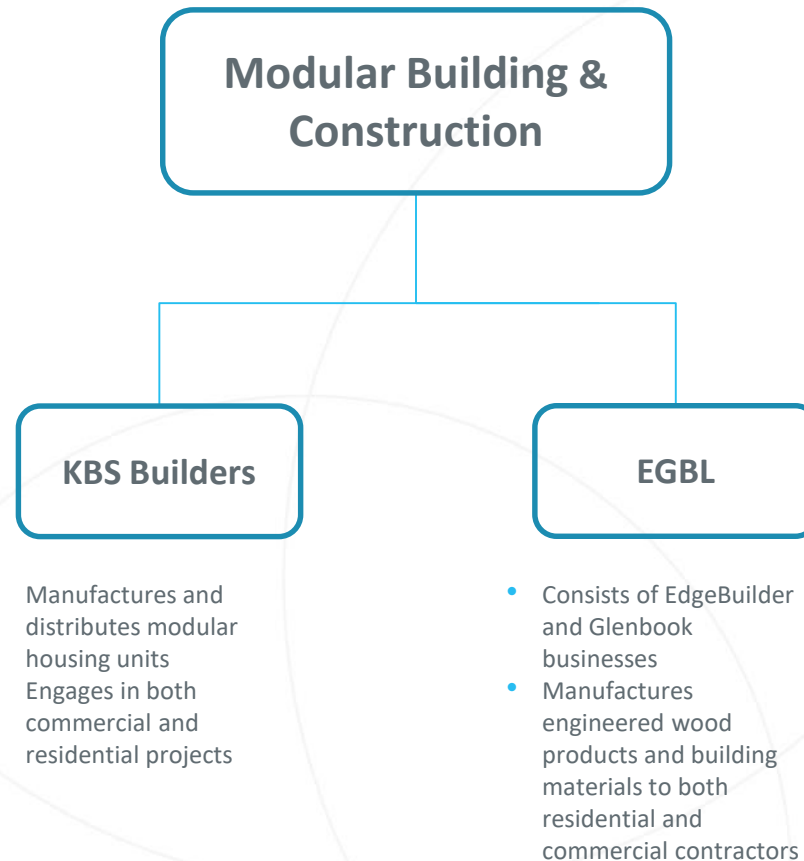 Modular Building &
Construction
KBS Builders
EGBL
Manufactures and
distributes modular
housing units
Engages in both
commercial and
residential projects
• Consists of EdgeBuilder
and Glenbook
businesses
• Manufactures
engineered wood
products and building
materials to both
residential and
commercial contractors